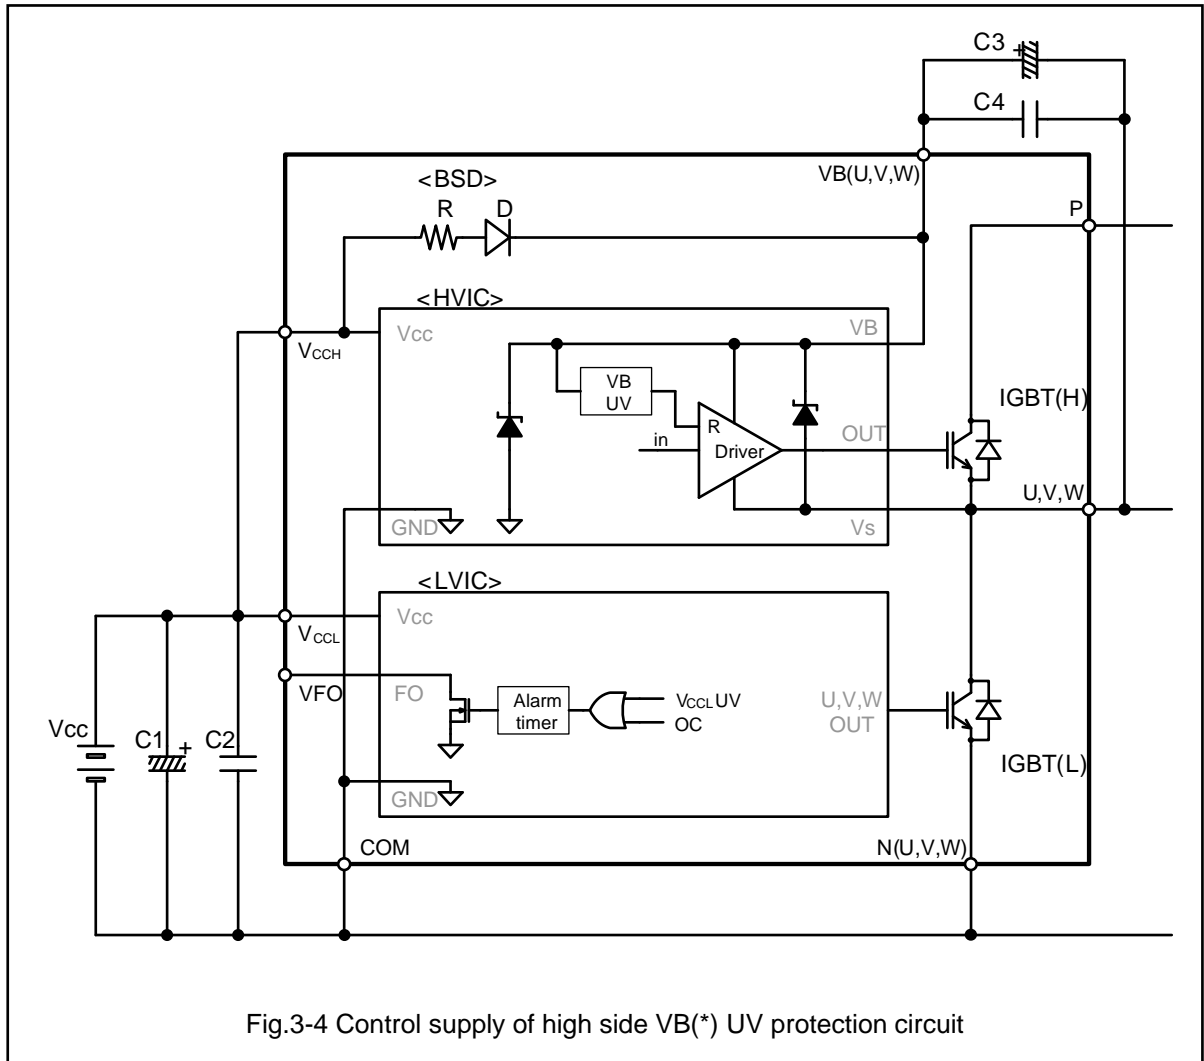 C3
+
C4
VB(U,V,W)
<BSD>
R D
P
<HVIC>
Vcc
VB
VCCH
VB
UV
IGBT(H)
R
OUT
in
Driver
U,V,W
GND
Vs
<LVIC>
Vcc
VCCL
VFO
FO
Alarm
timer
VCCLUV
OC
U,V,W
OUT
Vcc
C1
+
C2
IGBT(L)
GND
COM
N(U,V,W)
Fig.3-4 Control supply of high side VB(*) UV protection circuit